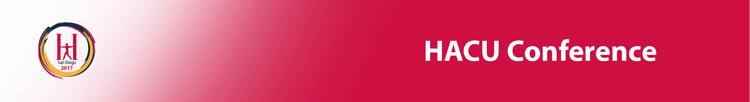 H
San Diego
2017
HACU Conference